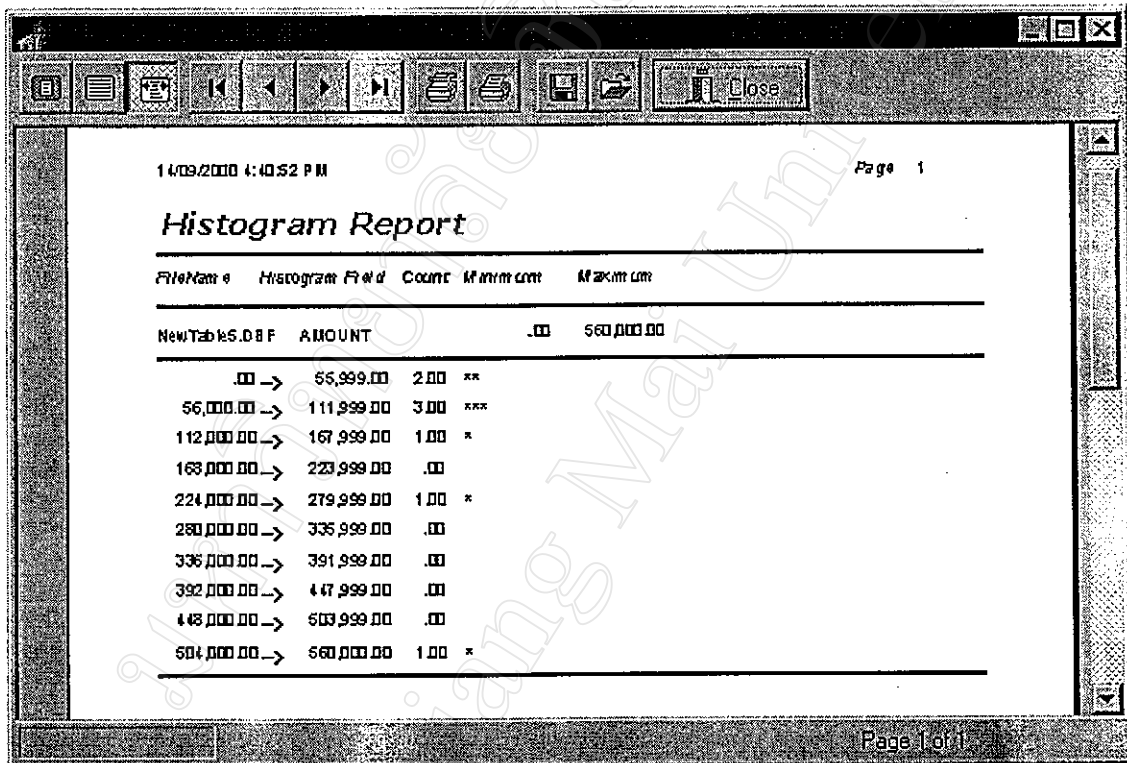 Close
14/09/2000 4:40:52 PM Page 1
Histogram Report
FileName Histogram Field Count Minimum Maximum
NewTable5.DBF AMOUNT .00 560,000.00
.00 --> 55,999.00 2.00 **
56,000.00 --> 111,999.00 3.00 ***
112,000.00 --> 167,999.00 1.00 *
168,000.00 --> 223,999.00 .00
224,000.00 --> 279,999.00 1.00 *
280,000.00 --> 335,999.00 .00
336,000.00 --> 391,999.00 .00
392,000.00 --> 447,999.00 .00
448,000.00 --> 503,999.00 .00
504,000.00 --> 560,000.00 1.00 *
Page 1 of 1